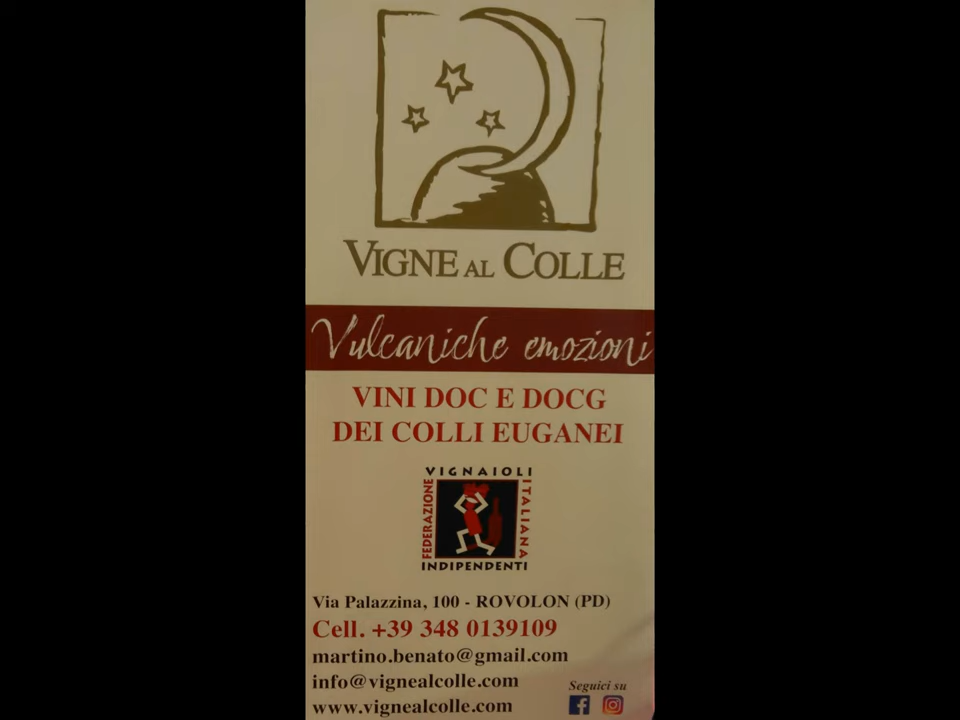 VIGNE AL COLLE
Vulcaniche emozioni
VINI DOC E DOCG
DEI COLLI EUGANEI
VIGNAIOLI
FEDERAZIONE
ITALIANA
INDIPENDENTI
Via Palazzina, 100 - ROVOLON (PD)
Cell. +39 348 0139109
martino.benato@gmail.com
info@vignealcolle.com
Seguici su
www.vignealcolle.com